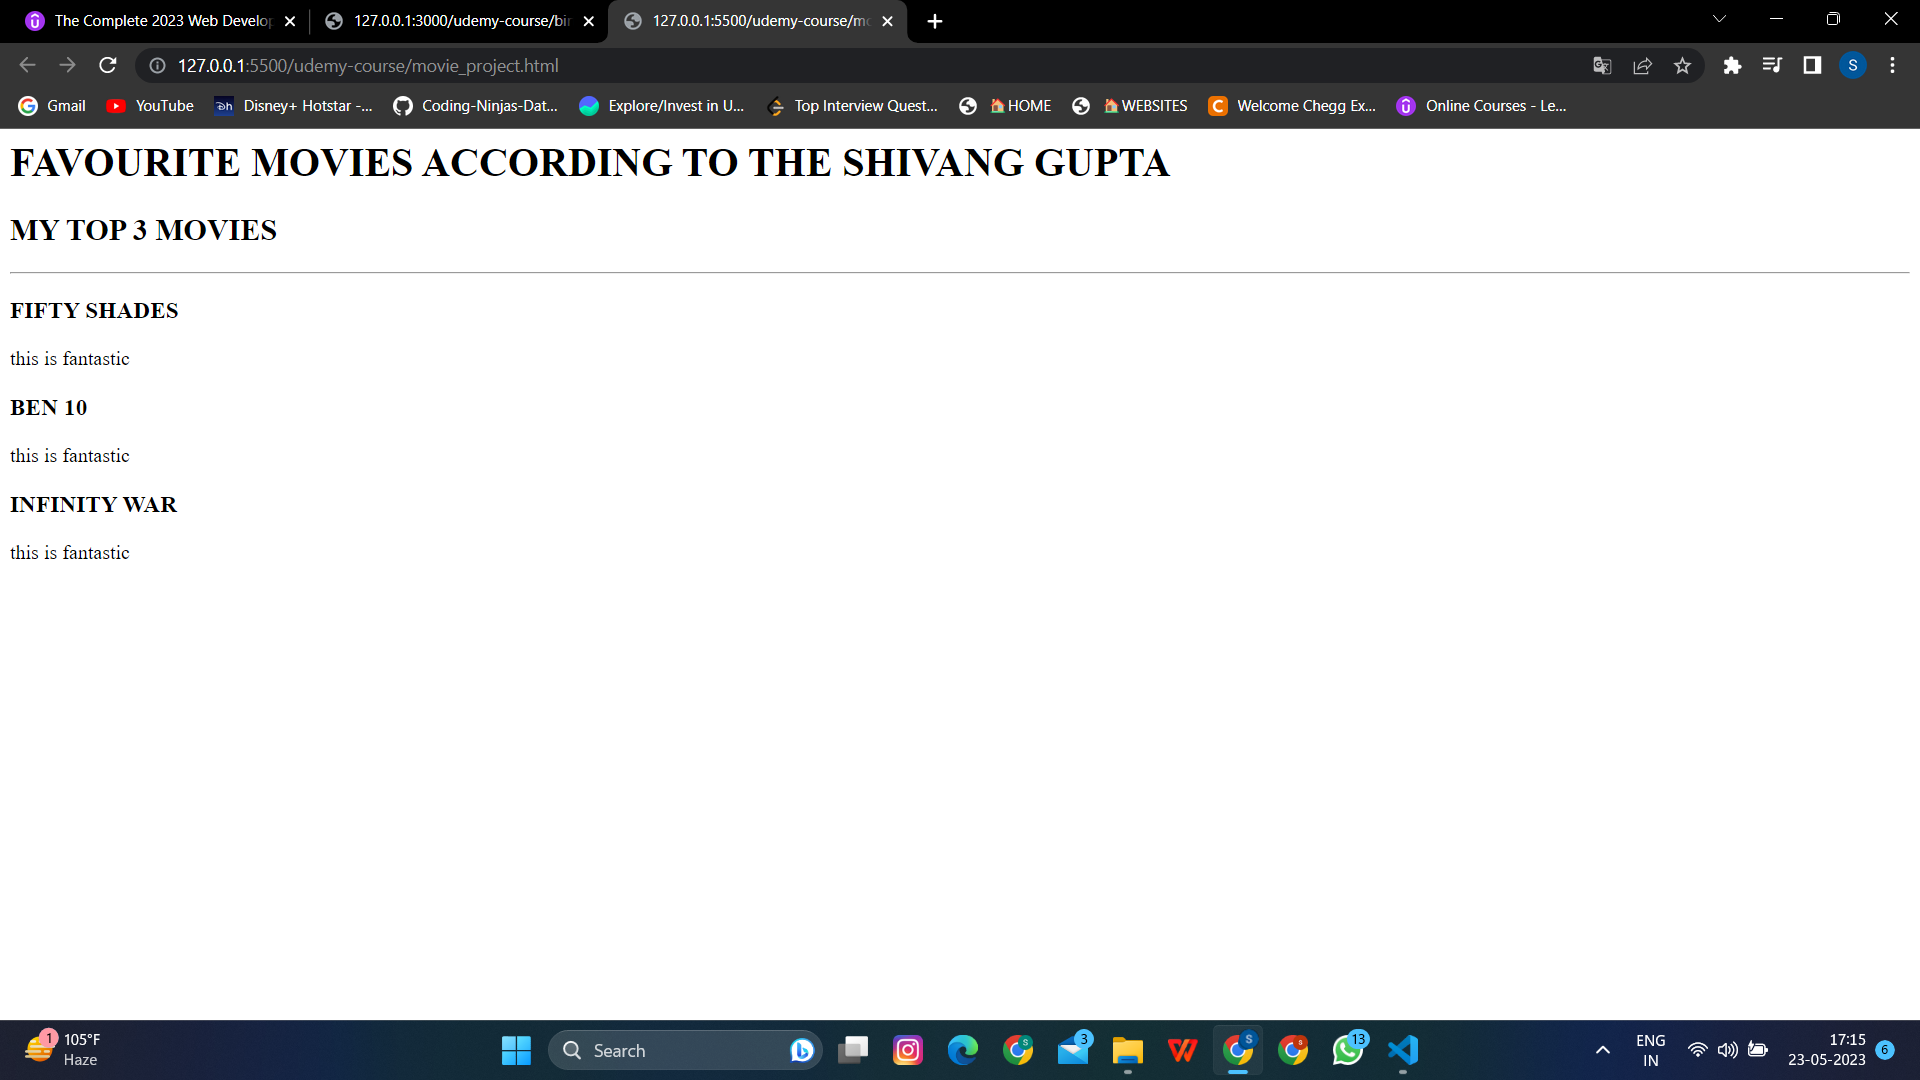 The Complete 2023 Web Develop
127.0.0.1:3000/udemy-course/bir
127.0.0.1:5500/udemy-course/mo
127.0.0.1:5500/udemy-course/movie_project.html
S
Gmail
YouTube
Disney+ Hotstar -...
Coding-Ninjas-Dat...
Explore/Invest in U...
Top Interview Quest...
HOME
WEBSITES
Welcome Chegg Ex...
Online Courses - Le...
FAVOURITE MOVIES ACCORDING TO THE SHIVANG GUPTA
MY TOP 3 MOVIES
FIFTY SHADES
this is fantastic
BEN 10
this is fantastic
INFINITY WAR
this is fantastic
1
105°F
Haze
Search
3
13
ENG
IN
17:15
23-05-2023
6